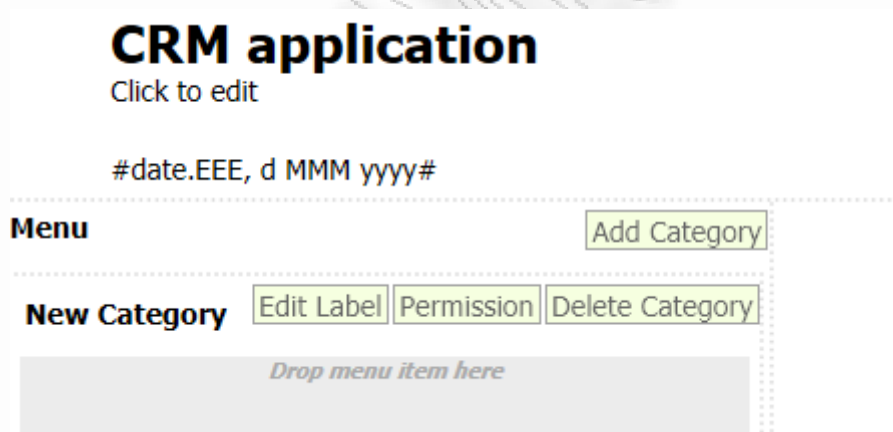 CRM application
Click to edit
#date.EEE, d MMM yyyy#
Menu Add Category
New Category Edit Label Permission Delete Category
Drop menu item here